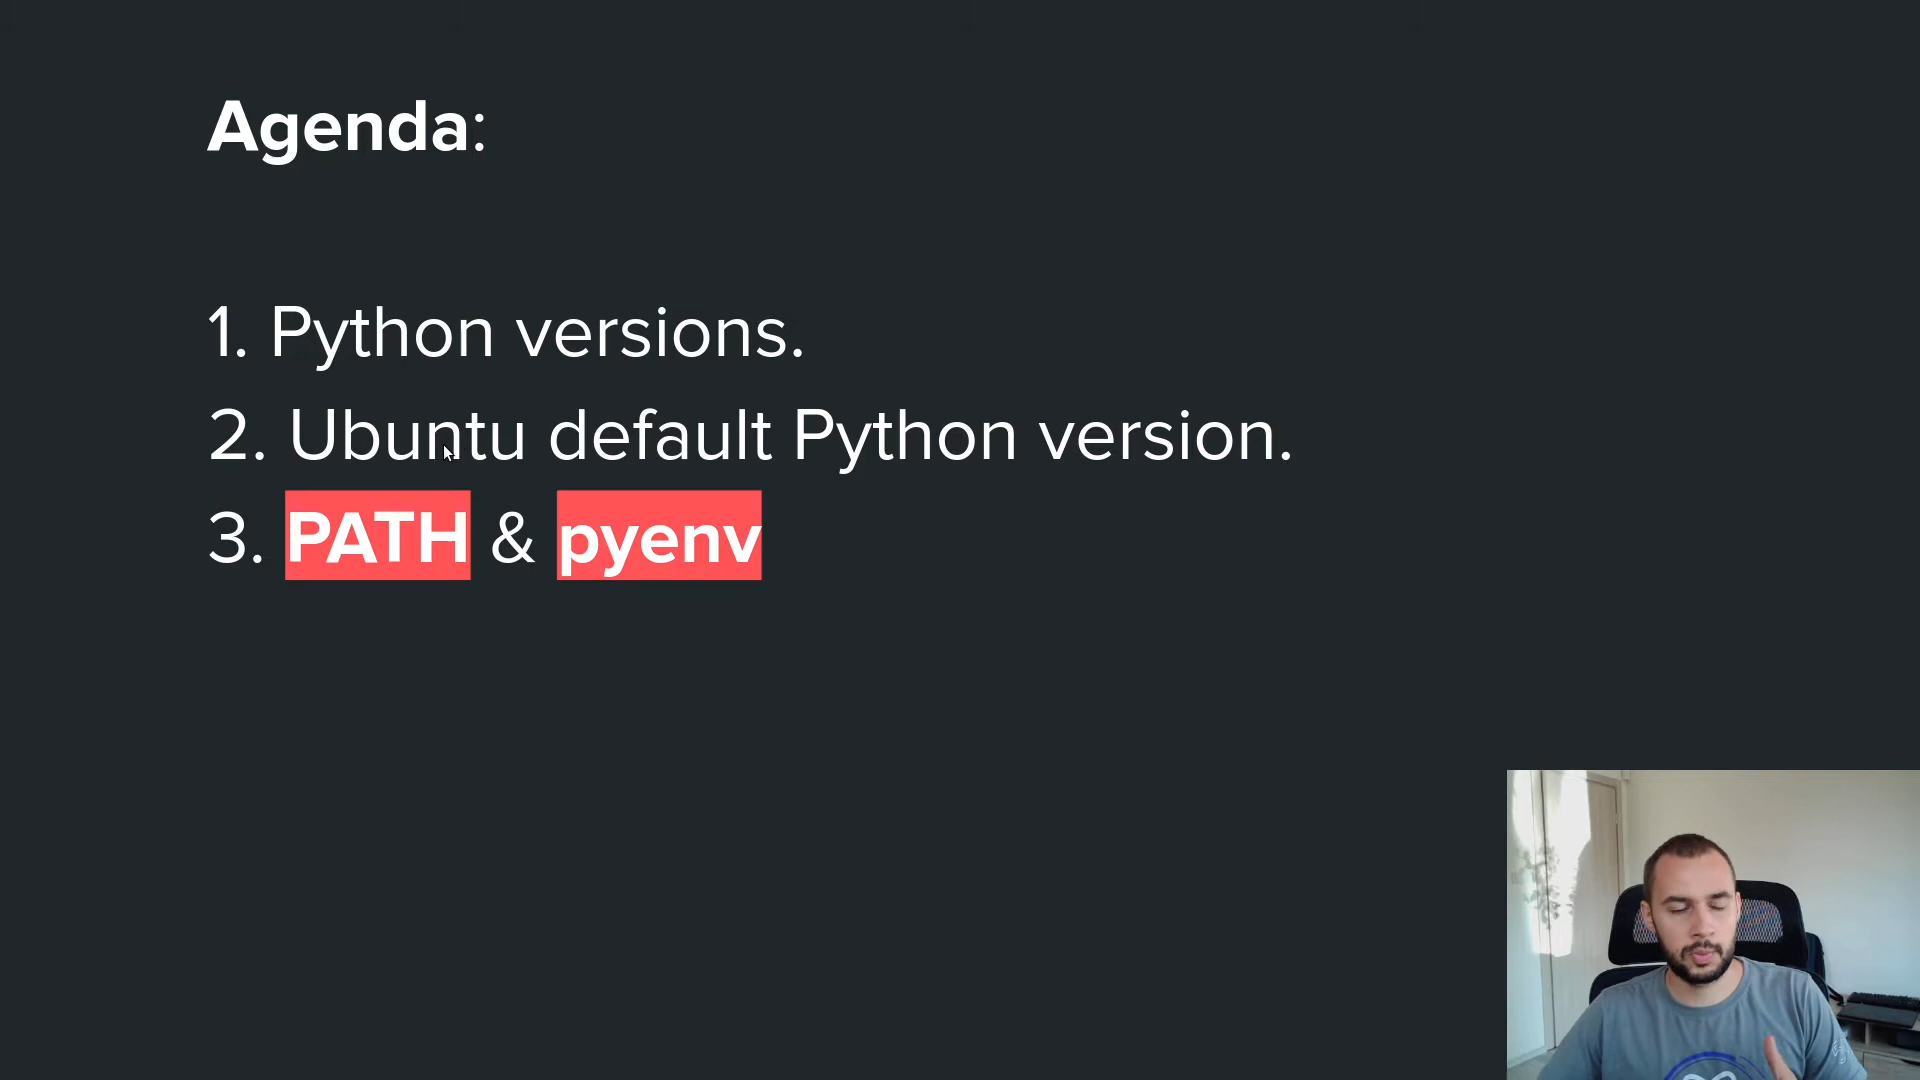 Agenda:
1. Python versions.
2. Ubuntu default Python version.
3. PATH & pyenv